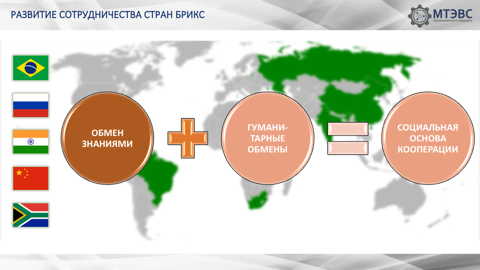 РАЗВИТИЕ СОТРУДНИЧЕСТВА СТРАН БРИКС
МТЭВС
ОБМЕН
ЗНАНИЯМИ
ГУМАНИ-
ТАРНЫЕ
ОБМЕНЫ
СОЦИАЛЬНАЯ
ОСНОВА
КООПЕРАЦИИ